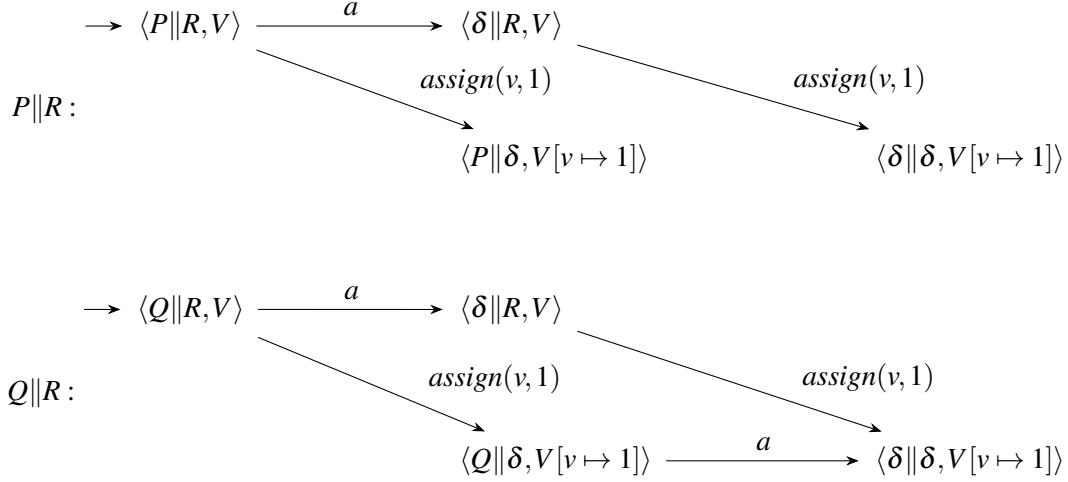 a
⟨P∥R,V⟩ ⟨δ∥R,V⟩
assign(v,1) assign(v,1)
P∥R :
⟨P∥δ,V[v ↦ 1]⟩ ⟨δ∥δ,V[v ↦ 1]⟩
a
⟨Q∥R,V⟩ ⟨δ∥R,V⟩
assign(v,1) assign(v,1)
Q∥R :
a
⟨Q∥δ,V[v ↦ 1]⟩ ⟨δ∥δ,V[v ↦ 1]⟩